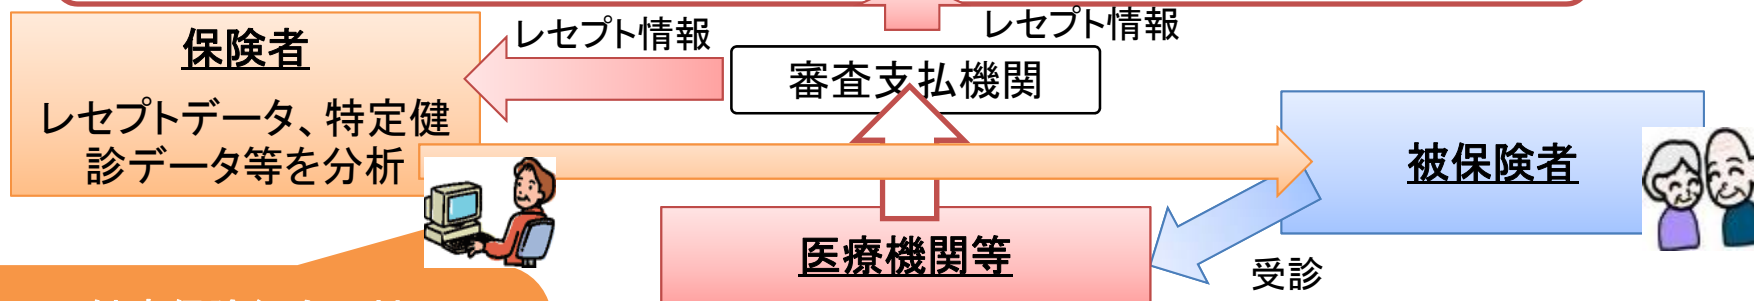 保険者
レセプトデータ、特定健
診データ等を分析
レセプト情報
レセプト情報
審査支払機関
被保険者
医療機関等
受診